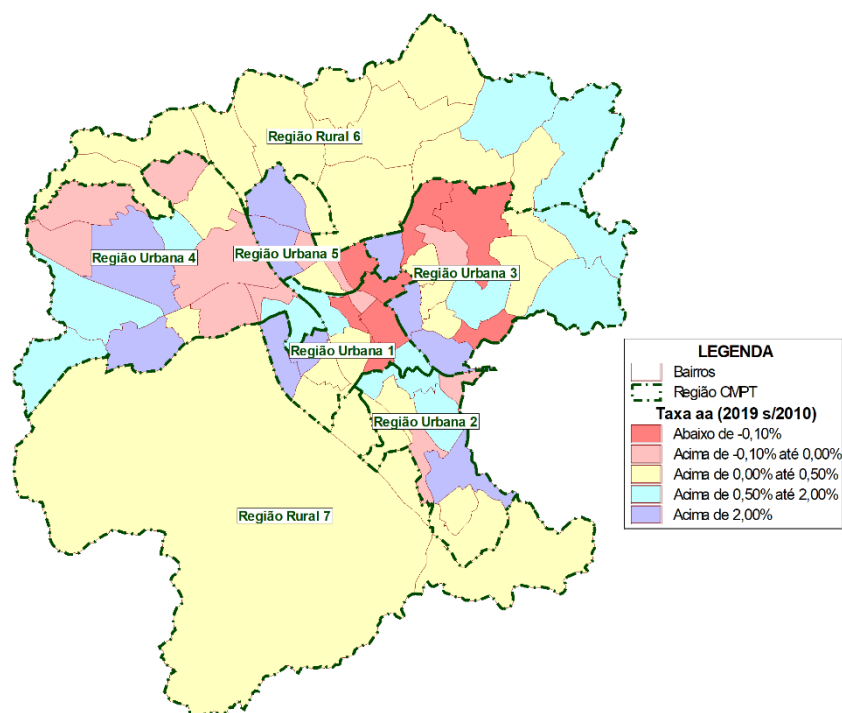 Região Rural 6
Região Urbana 5
Região Urbana 4
Região Urbana 3
Região Urbana 1
Região Urbana 2
Região Rural 7
LEGENDA
Bairros
Região CMPT
Taxa aa (2019 s/2010)
Abaixo de -0,10%
Acima de -0,10% até 0,00%
Acima de 0,00% até 0,50%
Acima de 0,50% até 2,00%
Acima de 2,00%